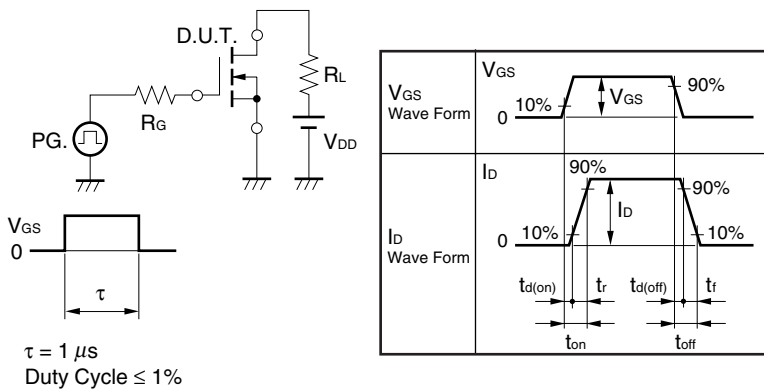 D.U.T.
RL
RG
PG.
VDD
VGS
0
τ
τ = 1 μs
Duty Cycle ≤ 1%
VGS
Wave Form
VGS
10%
0
VGS
90%
ID
Wave Form
ID
90%
90%
ID
10%
0
10%
td(on)
tr
td(off)
tf
ton
toff